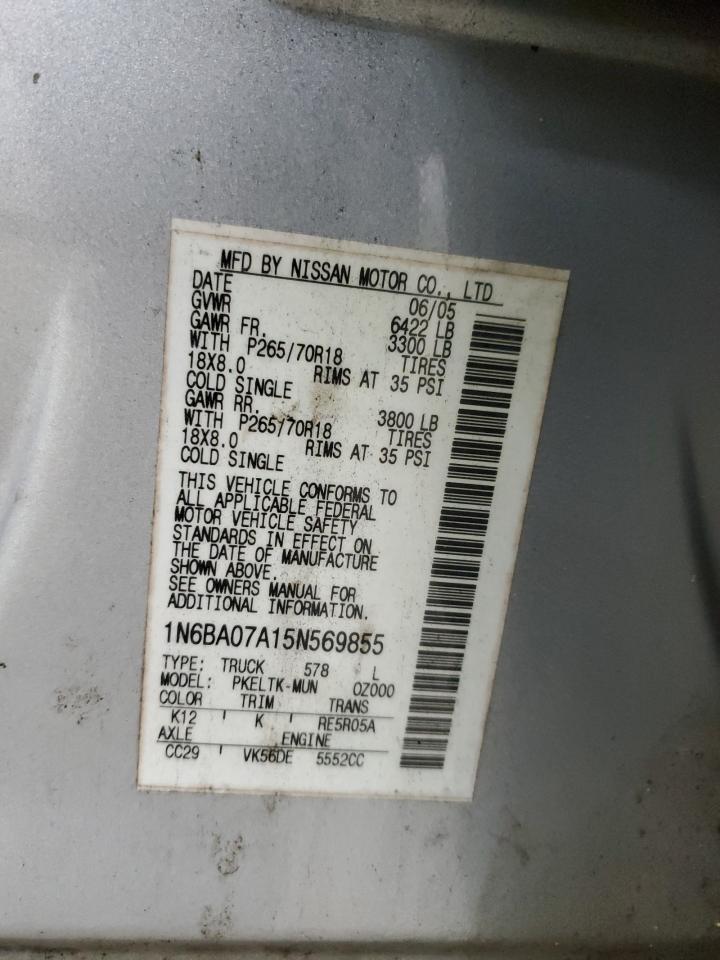 MFD BY NISSAN MOTOR CO., LTD
DATE 06/05
GVWR 6422 LB
GAWR FR. 3300 LB
WITH P265/70R18 TIRES
18X8.0 RIMS AT 35 PSI
COLD SINGLE
GAWR RR. 3800 LB
WITH P265/70R18 TIRES
18X8.0 RIMS AT 35 PSI
COLD SINGLE
THIS VEHICLE CONFORMS TO
ALL APPLICABLE FEDERAL
MOTOR VEHICLE SAFETY
STANDARDS IN EFFECT ON
THE DATE OF MANUFACTURE
SHOWN ABOVE.
SEE OWNERS MANUAL FOR
ADDITIONAL INFORMATION.
1N6BA07A15N569855
TYPE: TRUCK 578 L
MODEL: PKELTK-MUN 0Z000
COLOR TRIM TRANS
K12 K RE5R05A
AXLE ENGINE
CC29 VK56DE 5552CC